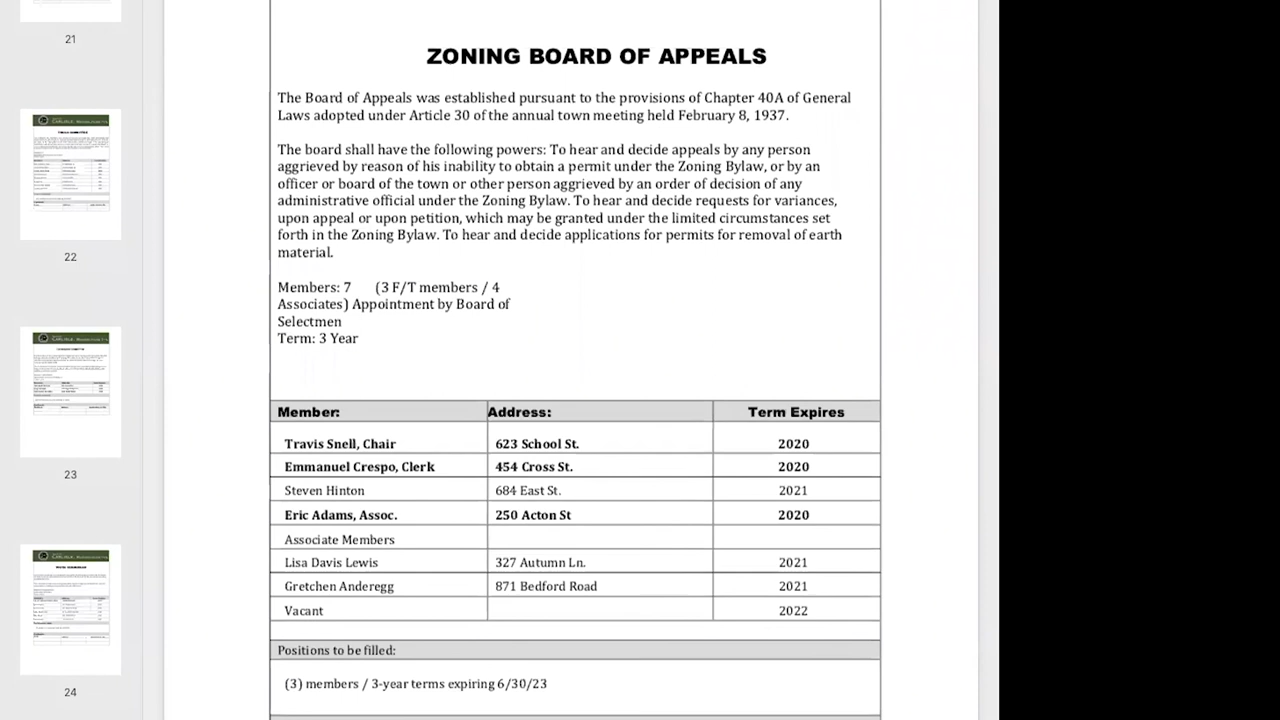 21
22
23
24
ZONING BOARD OF APPEALS
The Board of Appeals was established pursuant to the provisions of Chapter 40A of General
Laws adopted under Article 30 of the annual town meeting held February 8, 1937.
The board shall have the following powers: To hear and decide appeals by any person
aggrieved by reason of his inability to obtain a permit under the Zoning Bylaw, or by an
officer or board of the town or other person aggrieved by an order of decision of any
administrative official under the Zoning Bylaw. To hear and decide requests for variances,
upon appeal or upon petition, which may be granted under the limited circumstances set
forth in the Zoning Bylaw. To hear and decide applications for permits for removal of earth
material.
Members: 7 (3 F/T members / 4
Associates) Appointment by Board of
Selectmen
Term: 3 Year
Member: Address: Term Expires
Travis Snell, Chair 623 School St. 2020
Emmanuel Crespo, Clerk 454 Cross St. 2020
Steven Hinton 684 East St. 2021
Eric Adams, Assoc. 250 Acton St 2020
Associate Members
Lisa Davis Lewis 327 Autumn Ln. 2021
Gretchen Anderegg 871 Bedford Road 2021
Vacant 2022
Positions to be filled:
(3) members / 3-year terms expiring 6/30/23